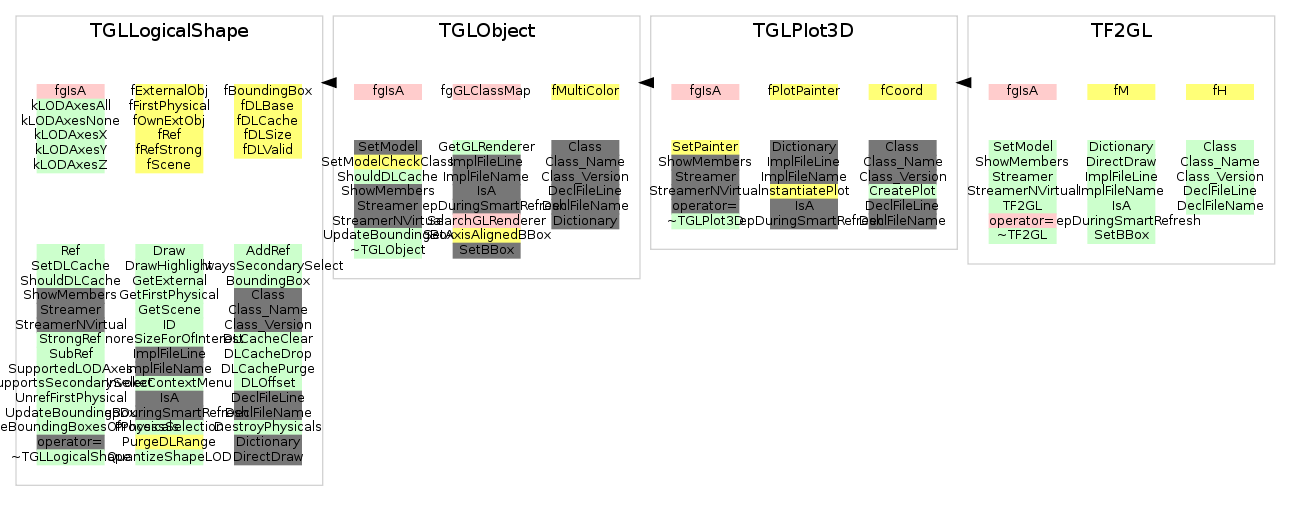 TGLLogicalShape
fgIsA fExternalObj fBoundingBox
kLODAxesAll fFirstPhysical fDLBase
kLODAxesNone fOwnExtObj fDLCache
kLODAxesX fRef fDLSize
kLODAxesY fRefStrong fDLValid
kLODAxesZ fScene
Ref Draw AddRef
SetDLCache DrawHighlight waysSecondarySelect
ShouldDLCache GetExternal BoundingBox
ShowMembers GetFirstPhysical Class
Streamer GetScene Class_Name
StreamerNVirtual ID Class_Version
StrongRef noreSizeForOfInterest DLCacheClear
SubRef ImplFileLine DLCacheDrop
SupportedLODAxes ImplFileName DLCachePurge
upportsSecondarySelect InvokeContextMenu DLOffset
UnrefFirstPhysical IsA DeclFileLine
UpdateBoundingBox epDuringSmartRefresh DeclFileName
eBoundingBoxesOfPhysicals ProcessSelection DestroyPhysicals
operator= PurgeDLRange Dictionary
~TGLLogicalShape QuantizeShapeLOD DirectDraw
TGLObject
fgIsA fgGLClassMap fMultiColor
SetModel GetGLRenderer Class
SetModelCheckClass ImplFileLine Class_Name
ShouldDLCache ImplFileName Class_Version
ShowMembers IsA DeclFileLine
Streamer epDuringSmartRefresh DeclFileName
StreamerNVirtual SearchGLRenderer Dictionary
UpdateBoundingBox SetAxisAlignedBBox
~TGLObject SetBBox
TGLPlot3D
fgIsA fPlotPainter fCoord
SetPainter Dictionary Class
ShowMembers ImplFileLine Class_Name
Streamer ImplFileName Class_Version
StreamerNVirtual InstantiatePlot CreatePlot
operator= IsA DeclFileLine
~TGLPlot3D epDuringSmartRefresh DeclFileName
TF2GL
fgIsA fM fH
SetModel Dictionary Class
ShowMembers DirectDraw Class_Name
Streamer ImplFileLine Class_Version
StreamerNVirtual ImplFileName DeclFileLine
TF2GL IsA DeclFileName
operator= epDuringSmartRefresh
~TF2GL SetBBox